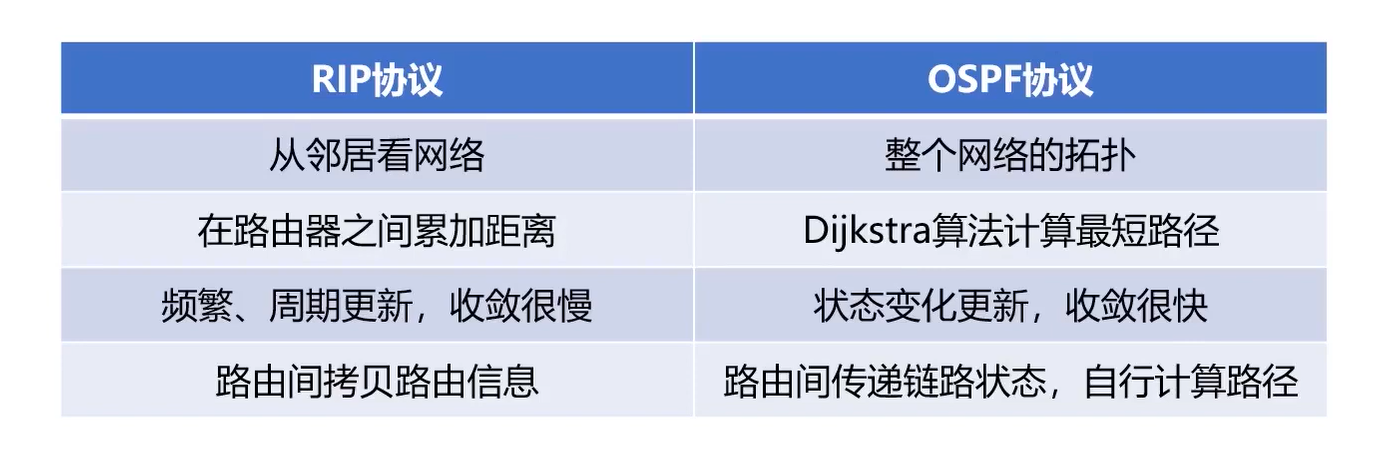 RIP协议
OSPF协议
从邻居看网络
整个网络的拓扑
在路由器之间累加距离
Dijkstra算法计算最短路径
频繁、周期更新，收敛很慢
状态变化更新，收敛很快
路由间拷贝路由信息
路由间传递链路状态，自行计算路径